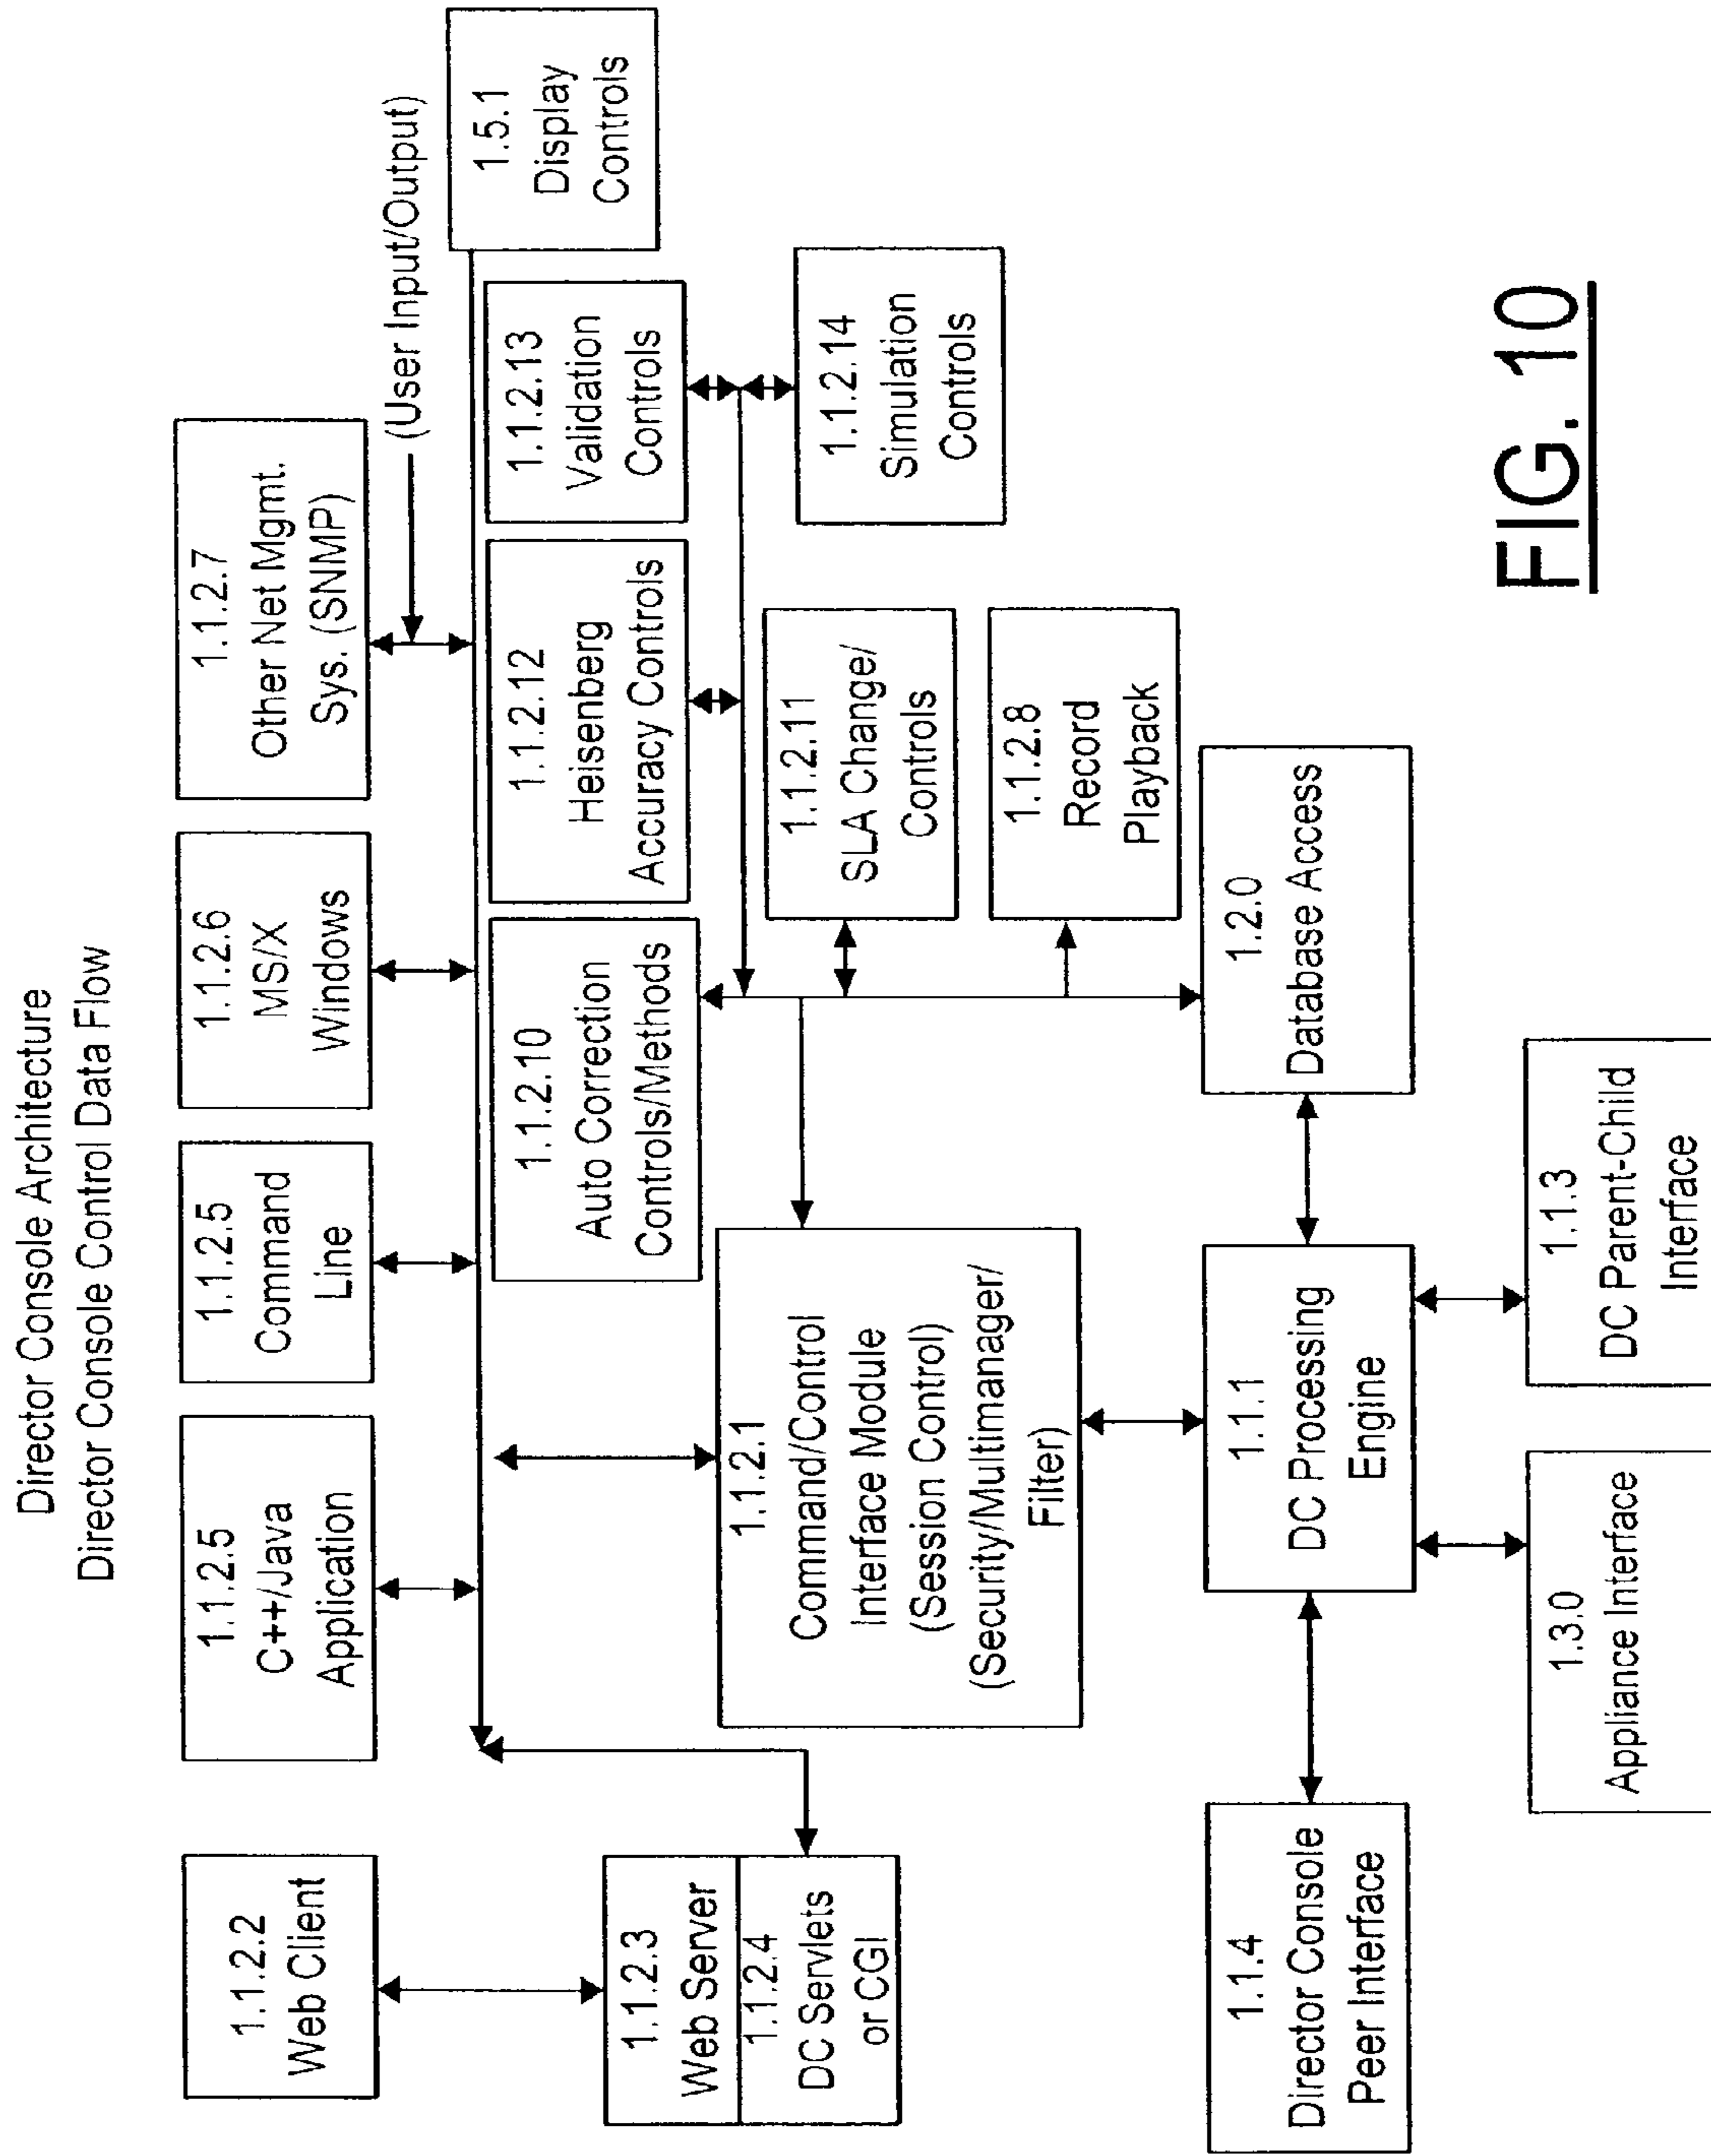 Director Console Architecture
Director Console Control Data Flow
1.1.2.2
Web Client
1.1.2.5
C++/Java
Application
1.1.2.5
Command
Line
1.1.2.6
MS/X
Windows
1.1.2.7
Other Net Mgmt.
Sys. (SNMP)
(User Input/Output)
1.5.1
Display
Controls
1.1.2.3
Web Server
1.1.2.4
DC Servlets
or CGI
1.1.2.1
Command/Control
Interface Module
(Session Control)
(Security/Multimanager/
Filter)
1.1.2.10
Auto Correction
Controls/Methods
1.1.2.12
Heisenberg
Accuracy Controls
1.1.2.13
Validation
Controls
1.1.2.11
SLA Change/
Controls
1.1.2.14
Simulation
Controls
1.1.2.8
Record
Playback
1.1.4
Director Console
Peer Interface
1.1.1
DC Processing
Engine
1.2.0
Database Access
1.3.0
Appliance Interface
1.1.3
DC Parent-Child
Interface
FIG. 10